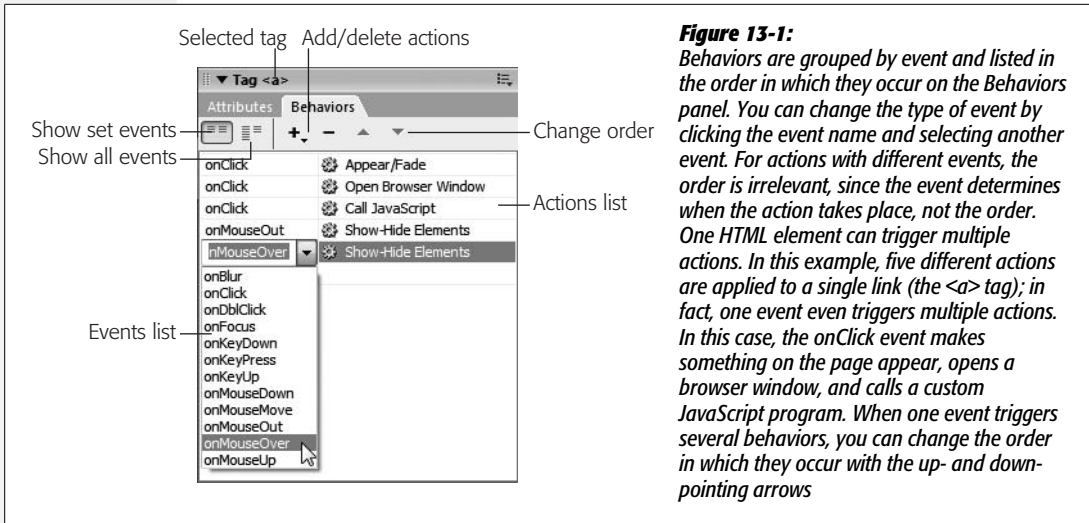 Selected tag Add/delete actions
Tag <a>
Attributes Behaviors
Show set events
Show all events
Change order
onClick Appear/Fade
onClick Open Browser Window
onClick Call JavaScript
Actions list
onMouseOut Show-Hide Elements
nMouseOver Show-Hide Elements
onBlur
onClick
onDblClick
Events list
onFocus
onKeyDown
onKeyPress
onKeyUp
onMouseDown
onMouseMove
onMouseOut
onMouseOver
onMouseUp
Figure 13-1:
Behaviors are grouped by event and listed in
the order in which they occur on the Behaviors
panel. You can change the type of event by
clicking the event name and selecting another
event. For actions with different events, the
order is irrelevant, since the event determines
when the action takes place, not the order.
One HTML element can trigger multiple
actions. In this example, five different actions
are applied to a single link (the <a> tag); in
fact, one event even triggers multiple actions.
In this case, the onClick event makes
something on the page appear, opens a
browser window, and calls a custom
JavaScript program. When one event triggers
several behaviors, you can change the order
in which they occur with the up- and down-
pointing arrows